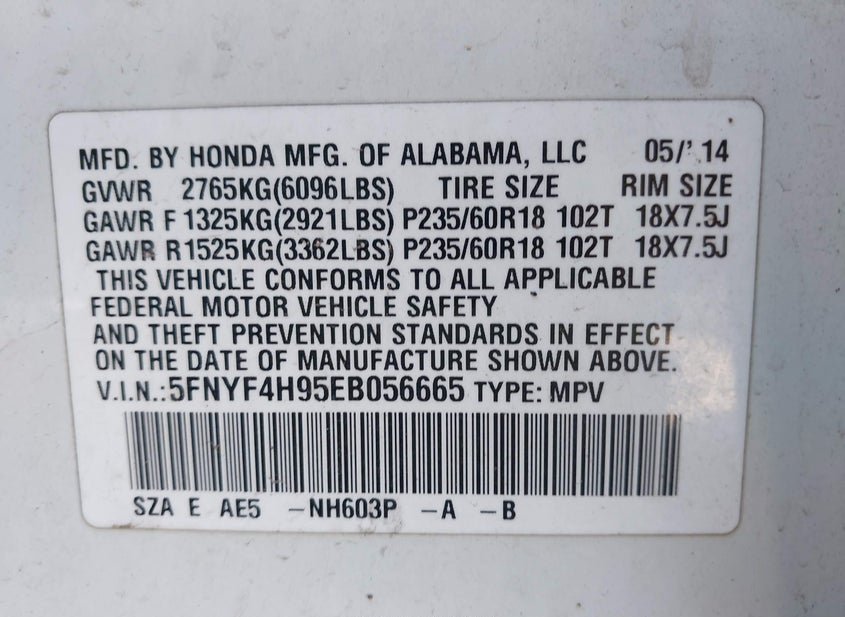 MFD. BY HONDA MFG. OF ALABAMA, LLC 05/'14
GVWR 2765KG(6096LBS) TIRE SIZE RIM SIZE
GAWR F 1325KG(2921LBS) P235/60R18 102T 18X7.5J
GAWR R1525KG(3362LBS) P235/60R18 102T 18X7.5J
THIS VEHICLE CONFORMS TO ALL APPLICABLE
FEDERAL MOTOR VEHICLE SAFETY
AND THEFT PREVENTION STANDARDS IN EFFECT
ON THE DATE OF MANUFACTURE SHOWN ABOVE.
V.I.N.:5FNYF4H95EB056665 TYPE: MPV
SZA E AE5 -NH603P -A -B